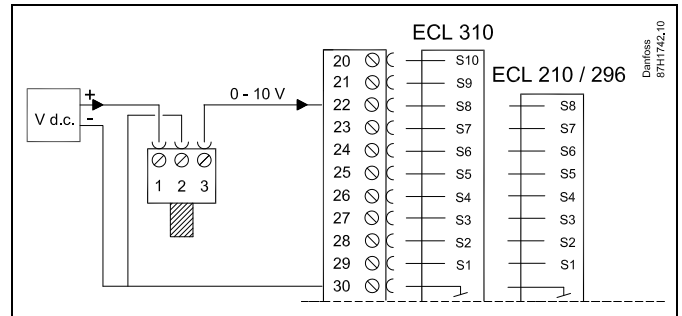 ECL 310
ECL 210 / 296
Danfoss
87H1742.10
V d.c.
+
-
0 - 10 V
1 2 3
20 S10
21 S9
22 S8 S8
23 S7 S7
24 S6 S6
25 S5 S5
26 S4 S4
27 S3 S3
28 S2 S2
29 S1 S1
30